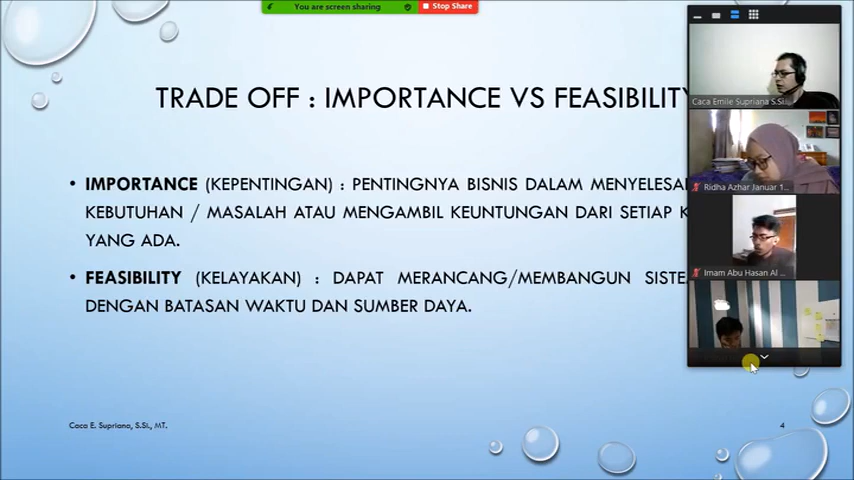 You are screen sharing
Stop Share
TRADE OFF : IMPORTANCE VS FEASIBILITY
• IMPORTANCE (KEPENTINGAN) : PENTINGNYA BISNIS DALAM MENYELESAI
KEBUTUHAN / MASALAH ATAU MENGAMBIL KEUNTUNGAN DARI SETIAP K
YANG ADA.
• FEASIBILITY (KELAYAKAN) : DAPAT MERANCANG/MEMBANGUN SISTE
DENGAN BATASAN WAKTU DAN SUMBER DAYA.
Caca E. Supriana, S.Si., MT.
4
Caca Emile Supriana S.Si...
Ridha Azhar Januar 1...
Imam Abu Hasan Al ...